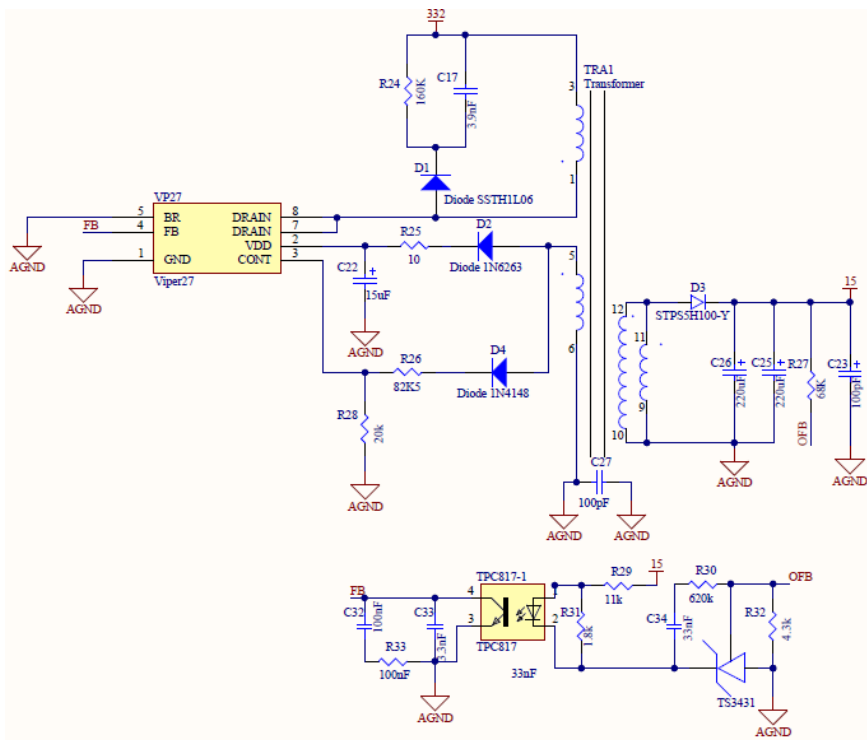 332
TRA1
Transformer
R24
160K
C17
3.9nF
3
1
D1
Diode SSTH1L06
VP27
5
BR
DRAIN
8
FB
4
FB
DRAIN
7
VDD
2
1
GND
CONT
3
Viper27
AGND
AGND
R25
10
D2
Diode 1N6263
C22
15uF
AGND
5
6
R26
82K5
D4
Diode 1N4148
R28
20k
AGND
12
11
9
10
D3
STPS5H100-Y
15
C26
220uF
C25
220uF
R27
68K
C23
100pF
OFB
AGND
AGND
C27
100pF
AGND
AGND
FB
C32
100nF
C33
3.3nF
R33
100nF
AGND
TPC817-1
4
1
3
2
TPC817
33nF
R29
11k
15
R31
1.8k
R30
620k
C34
33nF
OFB
R32
4.3k
TS3431
AGND